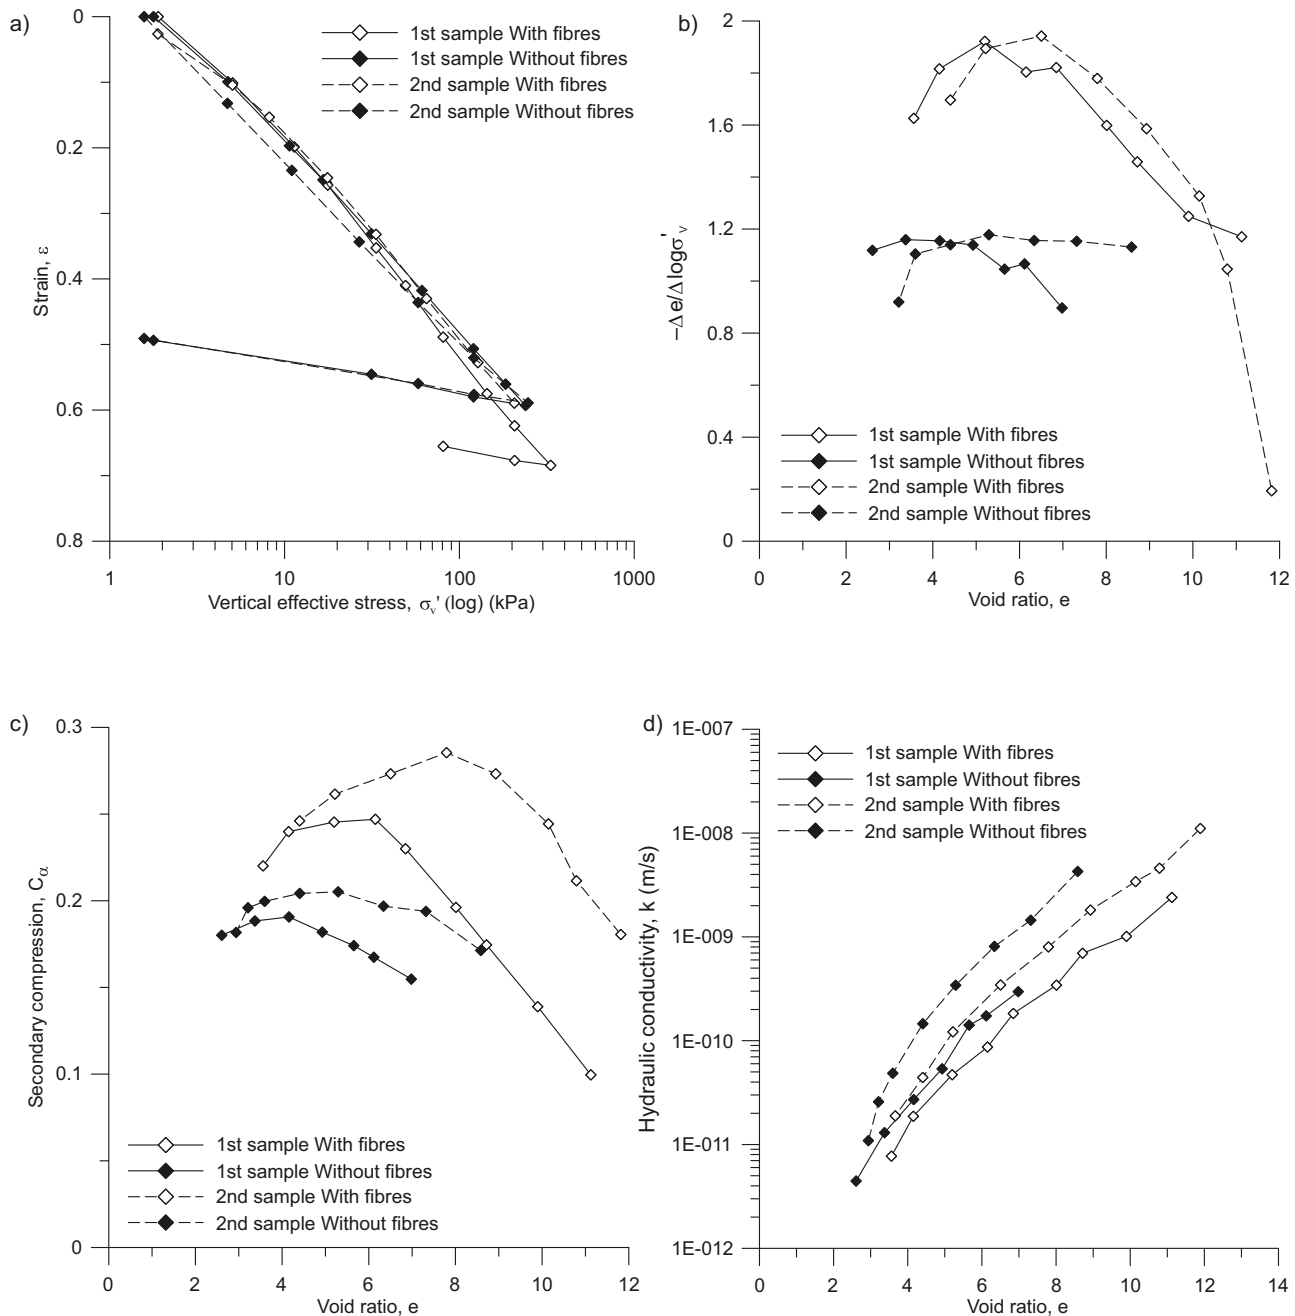 a)
1st sample With fibres
1st sample Without fibres
2nd sample With fibres
2nd sample Without fibres
0
0.2
0.4
0.6
0.8
Strain, ε
1
10
100
1000
Vertical effective stress, σᵥ' (log) (kPa)
b)
2
1.6
1.2
0.8
0.4
0
−Δe/Δlogσᵥ'
1st sample With fibres
1st sample Without fibres
2nd sample With fibres
2nd sample Without fibres
0
2
4
6
8
10
12
Void ratio, e
c)
0.3
0.2
0.1
0
Secondary compression, Cα
1st sample With fibres
1st sample Without fibres
2nd sample With fibres
2nd sample Without fibres
0
2
4
6
8
10
12
Void ratio, e
d)
1E-007
1E-008
1E-009
1E-010
1E-011
1E-012
Hydraulic conductivity, k (m/s)
1st sample With fibres
1st sample Without fibres
2nd sample With fibres
2nd sample Without fibres
0
2
4
6
8
10
12
14
Void ratio, e